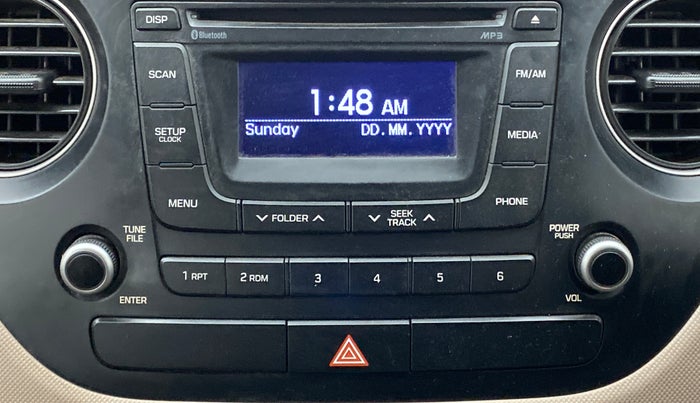 DISP
Bluetooth
MP3
SCAN
FM/AM
1:48 AM
Sunday DD.MM.YYYY
SETUP
CLOCK
MEDIA
MENU
PHONE
FOLDER
SEEK
TRACK
TUNE
FILE
POWER
PUSH
1 RPT 2 RDM 3 4 5 6
ENTER
VOL